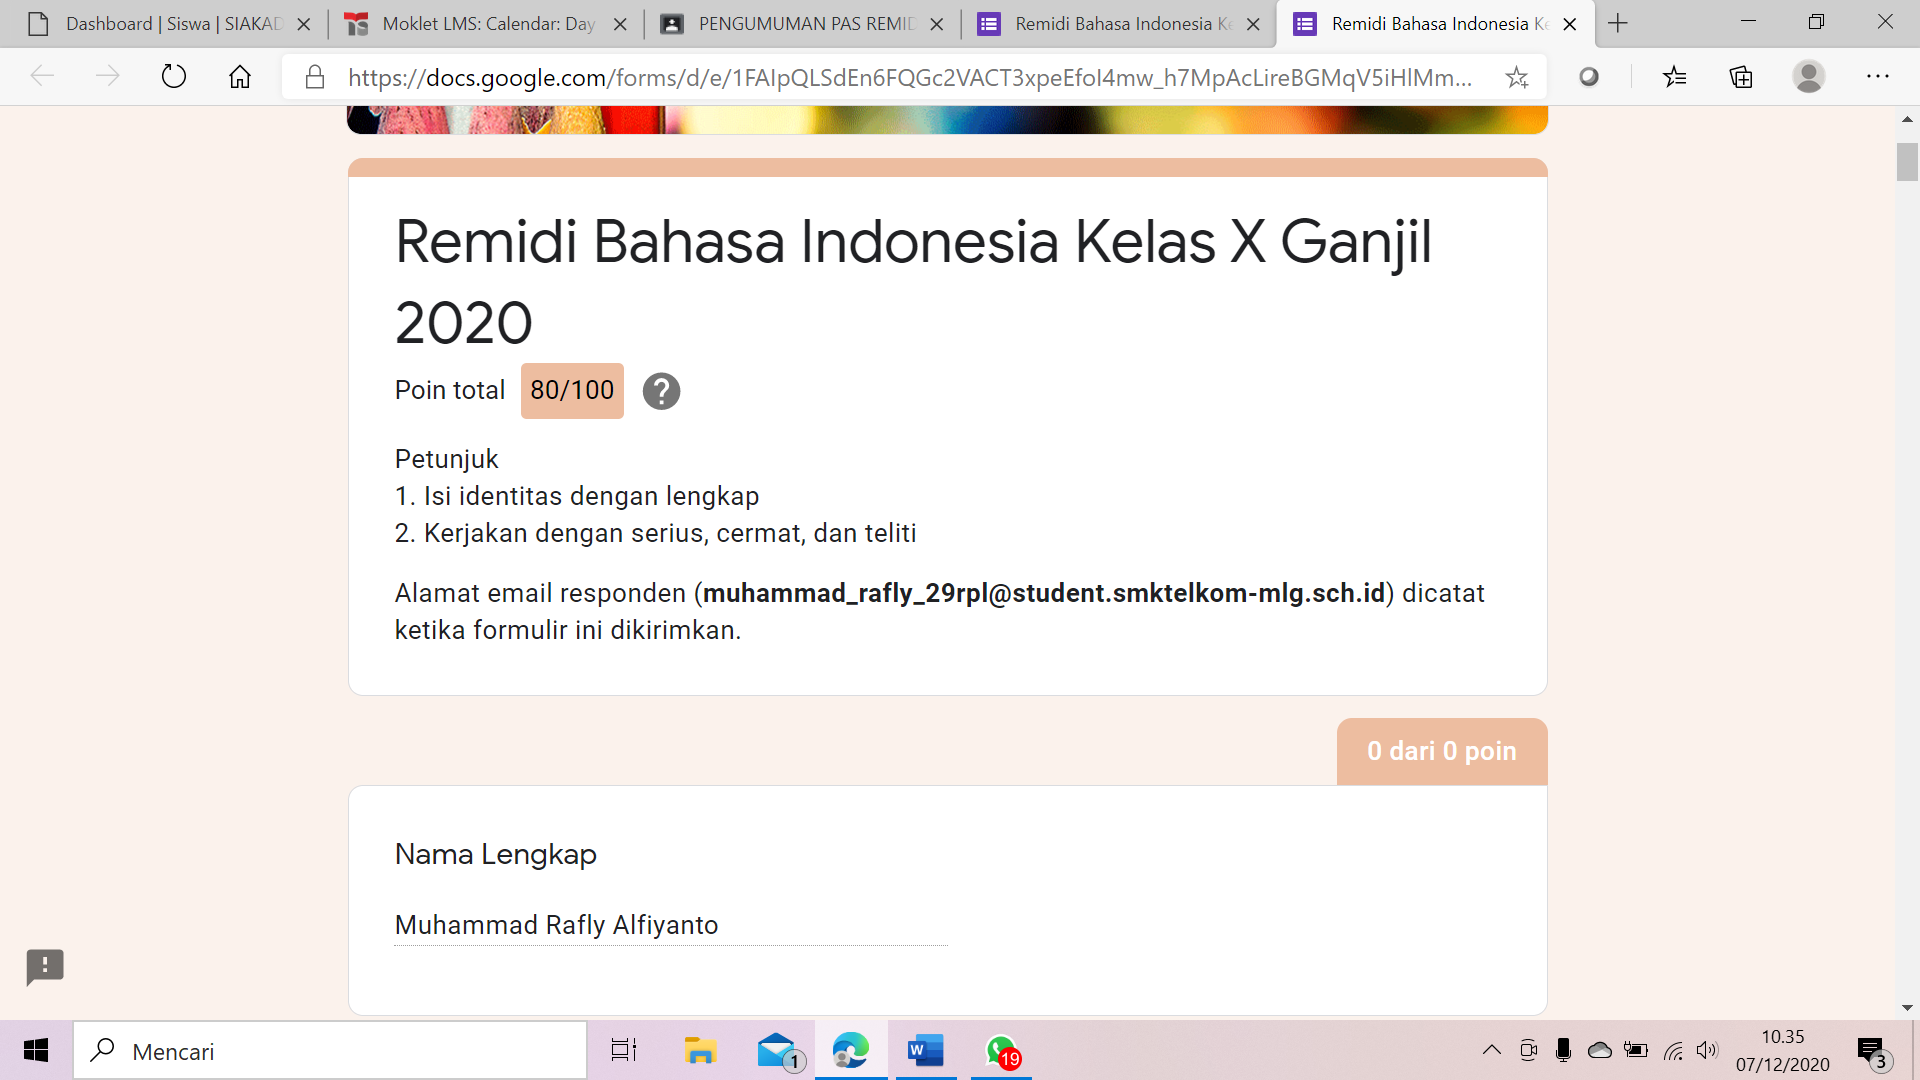 Dashboard | Siswa | SIAKAD
Moklet LMS: Calendar: Day
PENGUMUMAN PAS REMID
Remidi Bahasa Indonesia Ke
Remidi Bahasa Indonesia Ke
https://docs.google.com/forms/d/e/1FAIpQLSdEn6FQGc2VACT3xpeEfoI4mw_h7MpAcLireBGMqV5iHlMm...
Remidi Bahasa Indonesia Kelas X Ganjil
2020
Poin total 80/100
Petunjuk
1. Isi identitas dengan lengkap
2. Kerjakan dengan serius, cermat, dan teliti
Alamat email responden (muhammad_rafly_29rpl@student.smktelkom-mlg.sch.id) dicatat
ketika formulir ini dikirimkan.
0 dari 0 poin
Nama Lengkap
Muhammad Rafly Alfiyanto
Mencari
1
W
19
10.35
07/12/2020
3